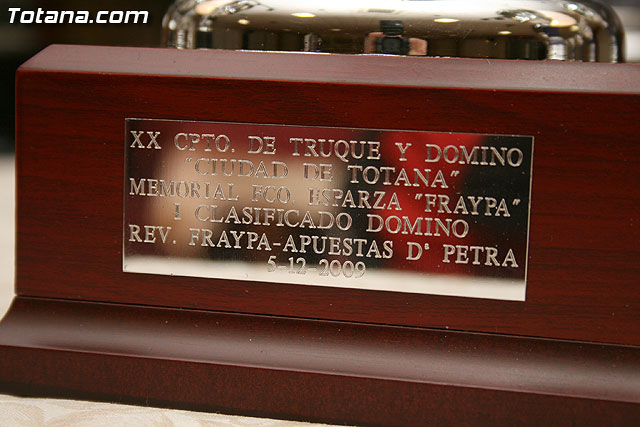 Totana.com
XX CPTO. DE TRUQUE Y DOMINO
"CIUDAD DE TOTANA"
MEMORIAL FCO. ESPARZA "FRAYPA"
I CLASIFICADO DOMINO
REV. FRAYPA-APUESTAS Dª PETRA
5-12-2009